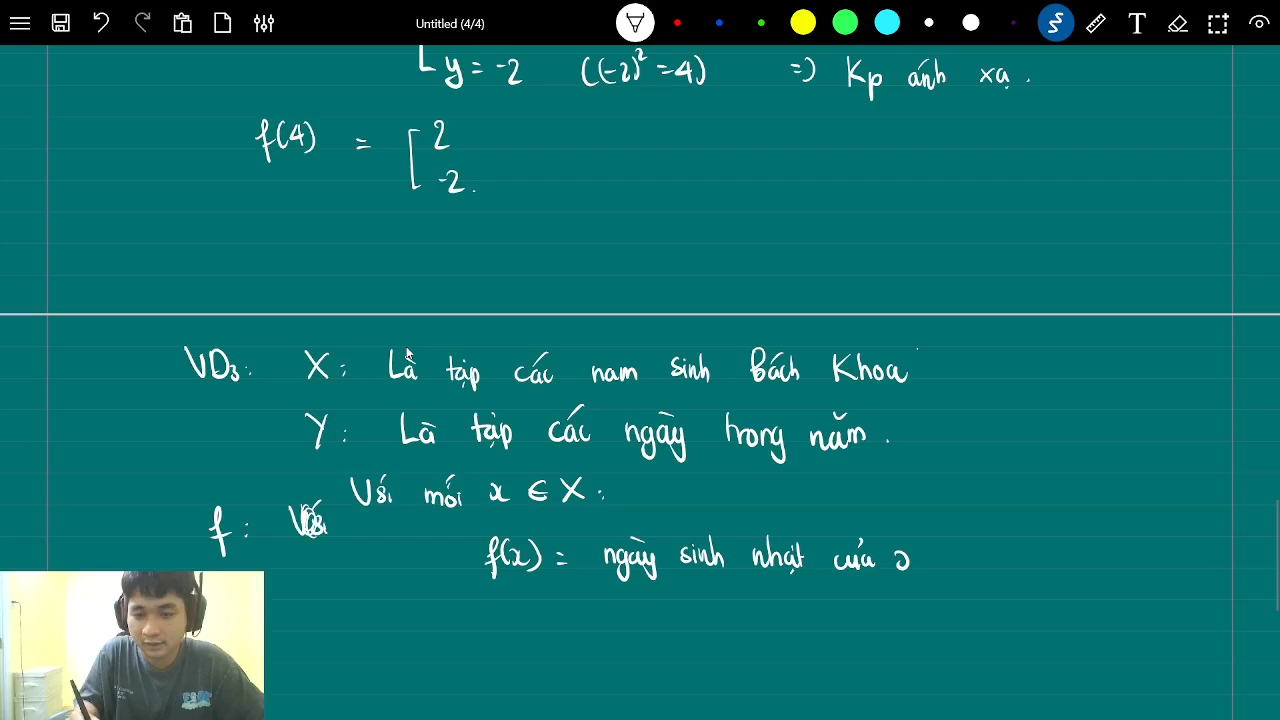 Untitled (4/4)
y = -2 ((-2)² = 4) => Kp ánh xạ.
f(4) = [ 2
-2.
VD3: X: Là tập các nam sinh Bách Khoa
Y: Là tập các ngày trong năm.
Với mỗi x ∈ X:
f:
f(x) = ngày sinh nhật của